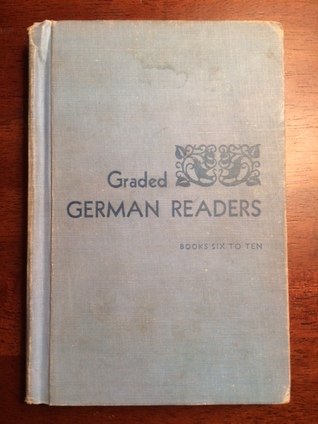 Graded
GERMAN READERS
BOOKS SIX TO TEN